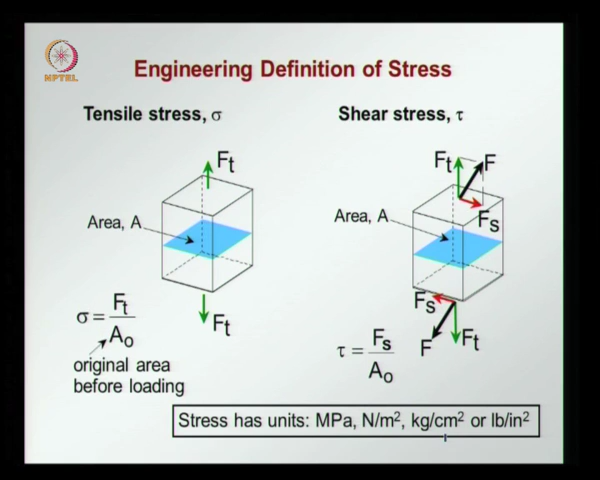 NPTEL
Engineering Definition of Stress
Tensile stress, σ
Shear stress, τ
Ft
Area, A
Ft
σ = Ft / Ao
original area
before loading
Ft
F
Fs
Area, A
Fs
F
Ft
τ = Fs / Ao
Stress has units: MPa, N/m², kg/cm² or lb/in²